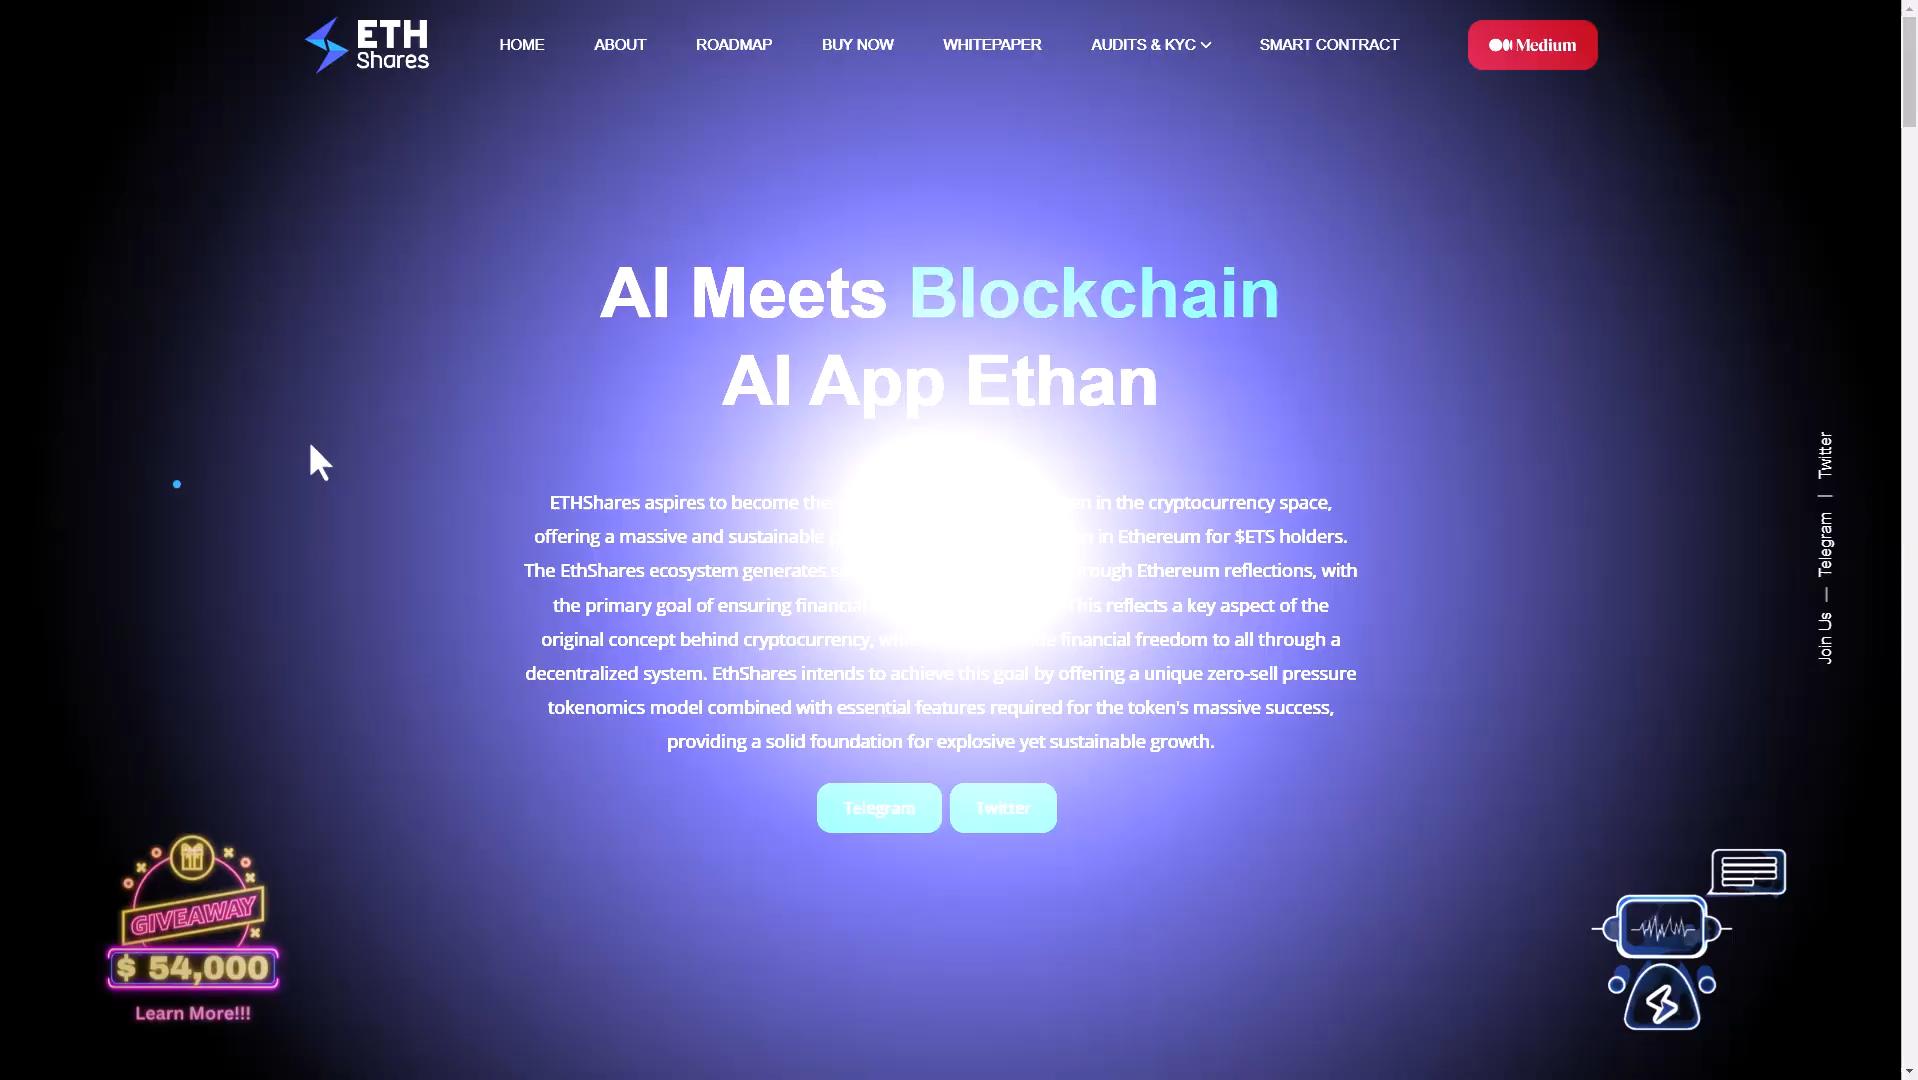 ETH
Shares
HOME
ABOUT
ROADMAP
BUY NOW
WHITEPAPER
AUDITS & KYC
SMART CONTRACT
Medium
AI Meets Blockchain
AI App Ethan
ETHShares aspires to become the in the cryptocurrency space,
offering a massive and sustainable in Ethereum for $ETS holders.
The EthShares ecosystem generates through Ethereum reflections, with
the primary goal of ensuring financial This reflects a key aspect of the
original concept behind cryptocurrency, financial freedom to all through a
decentralized system. EthShares intends to achieve this goal by offering a unique zero-sell pressure
tokenomics model combined with essential features required for the token's massive success,
providing a solid foundation for explosive yet sustainable growth.
Telegram
Twitter
Join Us — Telegram | Twitter
GIVEAWAY
$ 54,000
Learn More!!!